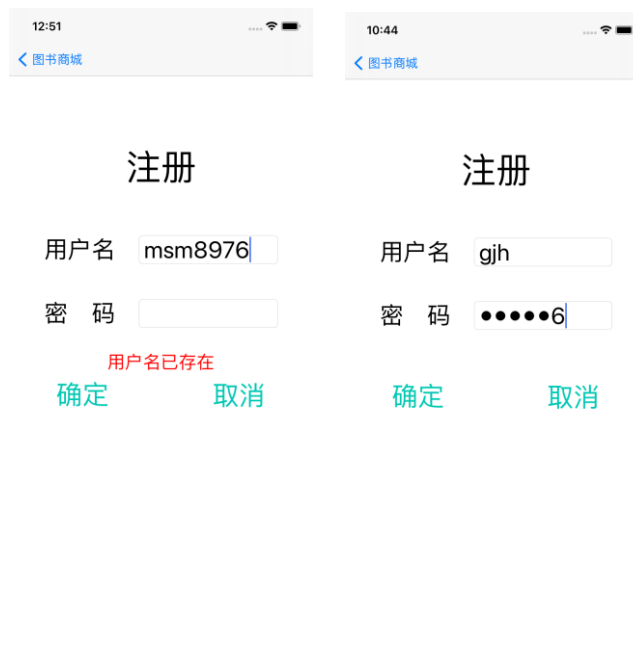 12:51
图书商城
注册
用户名 msm8976
密 码
用户名已存在
确定 取消
10:44
图书商城
注册
用户名 gjh
密 码 •••••6
确定 取消